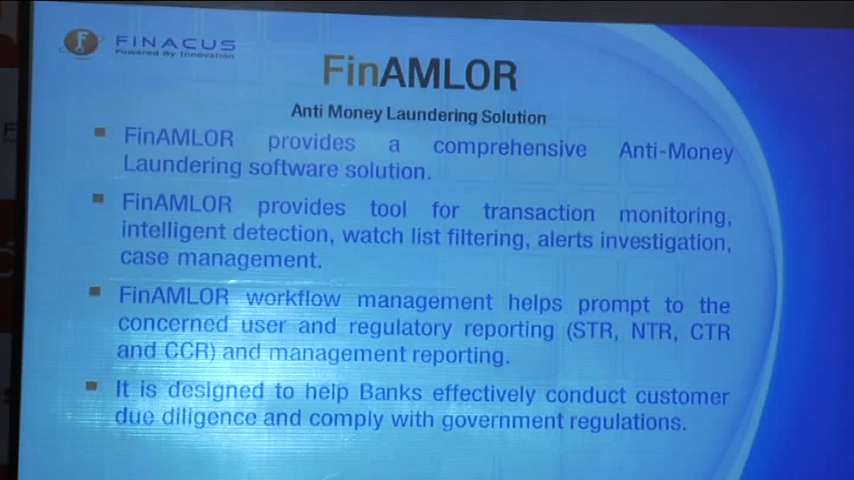 FINACUS
Powered By Innovation
FinAMLOR
Anti Money Laundering Solution
FinAMLOR provides a comprehensive Anti-Money
Laundering software solution.
FinAMLOR provides tool for transaction monitoring,
intelligent detection, watch list filtering, alerts investigation,
case management.
FinAMLOR workflow management helps prompt to the
concerned user and regulatory reporting (STR, NTR, CTR
and CCR) and management reporting.
It is designed to help Banks effectively conduct customer
due diligence and comply with government regulations.